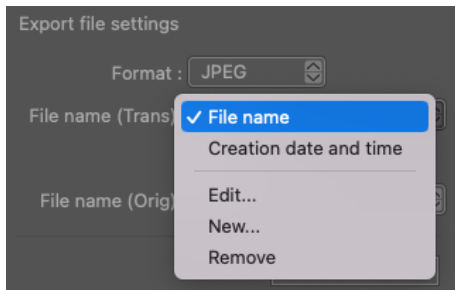 Export file settings
Format : JPEG
File name (Trans)
✓ File name
Creation date and time
File name (Orig)
Edit...
New...
Remove